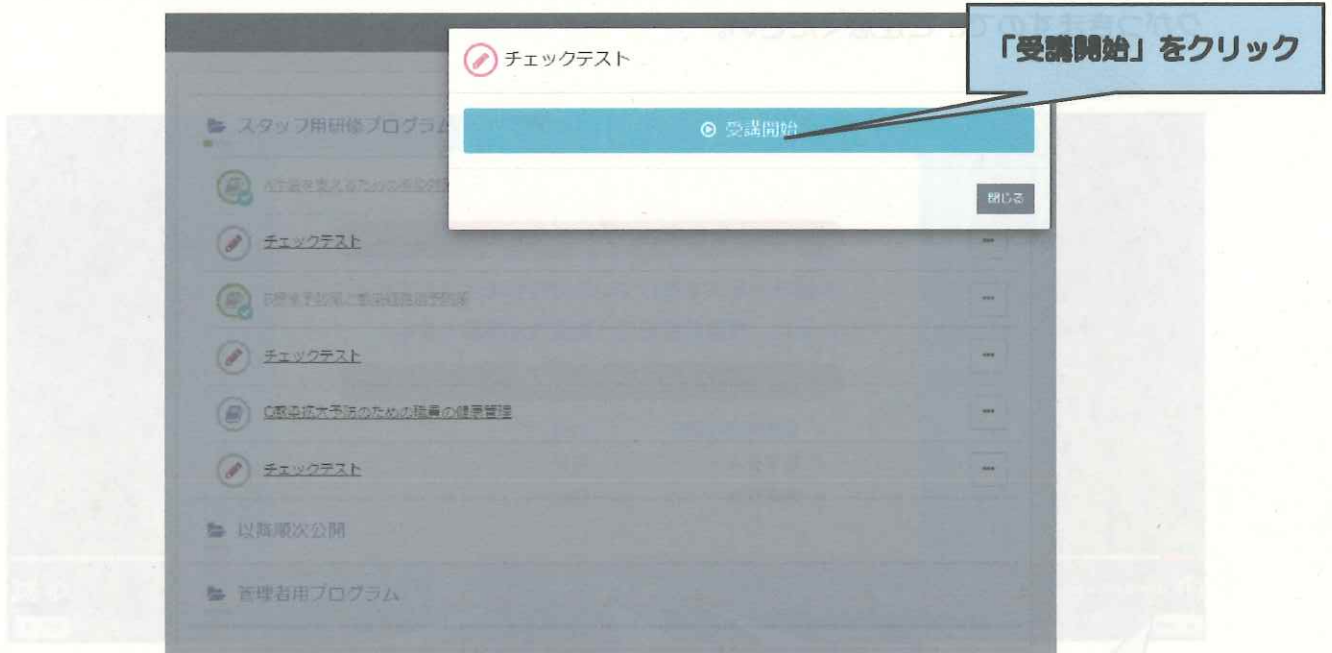 「受講開始」をクリック
チェックテスト
受講開始
閉じる
スタッフ用研修プログラム
チェックテスト
チェックテスト
C感染拡大予防のための職員の健康管理
チェックテスト
以降順次公開
管理者用プログラム